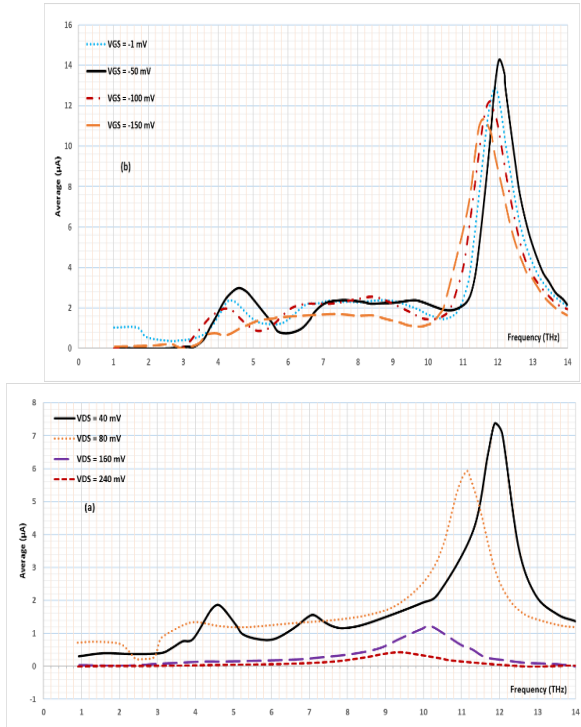 16
14
12
10
8
6
4
2
0
Average (µA)
VGS = -1 mV
VGS = -50 mV
VGS = -100 mV
VGS = -150 mV
(b)
Frequency (THz)
0 1 2 3 4 5 6 7 8 9 10 11 12 13 14
8
7
6
5
4
3
2
1
0
-1
Average (µA)
VDS = 40 mV
VDS = 80 mV
VDS = 160 mV
VDS = 240 mV
(a)
Frequency (THz)
0 1 2 3 4 5 6 7 8 9 10 11 12 13 14